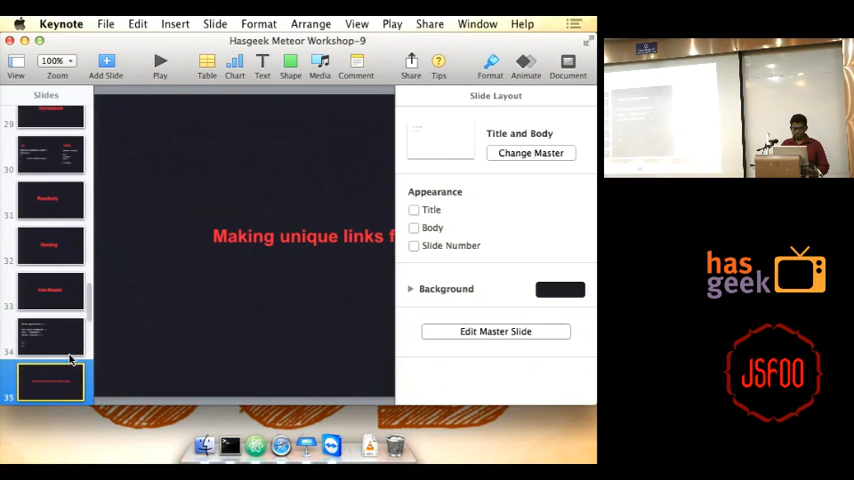 Keynote File Edit Insert Slide Format Arrange View Play Share Window Help
Hasgeek Meteor Workshop-9
100%
View Zoom Add Slide Play Table Chart Text Shape Media Comment Share Tips Format Animate Document
Slides
Slide Layout
29
30
31
Reactivity
32
33
34
35
Making unique links f
Title and Body
Change Master
Appearance
Title
Body
Slide Number
Background
Edit Master Slide
has
geek
JSFOO